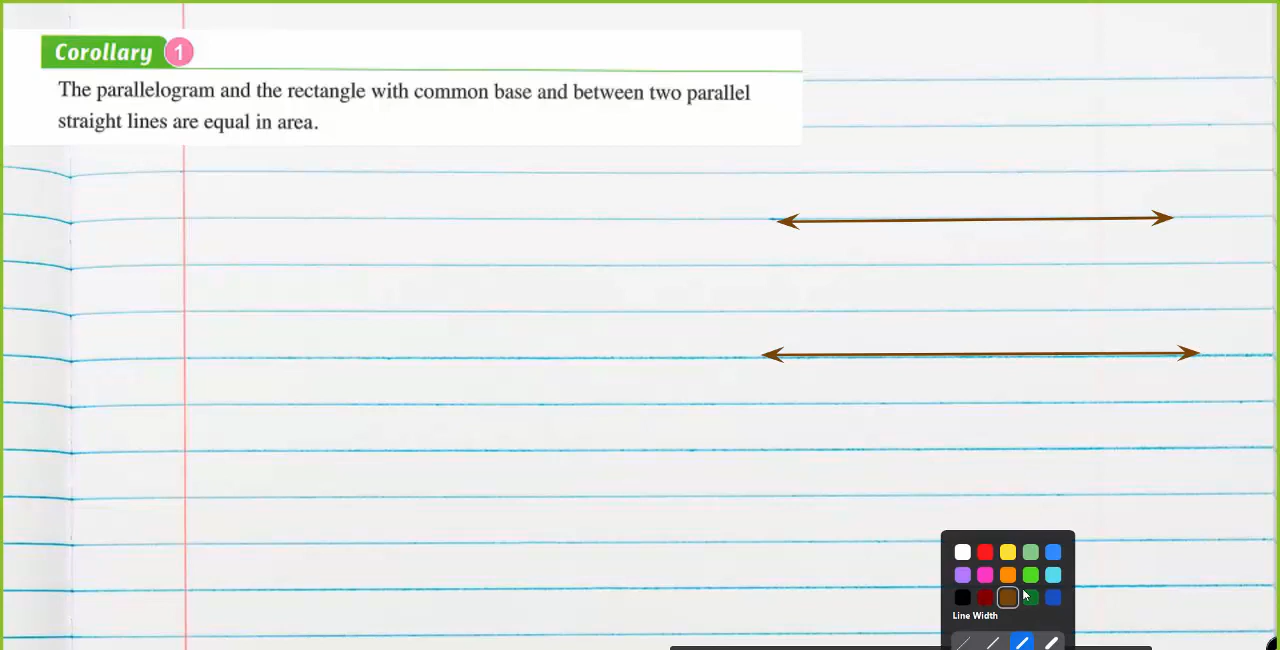 Corollary 1
The parallelogram and the rectangle with common base and between two parallel
straight lines are equal in area.
Line Width